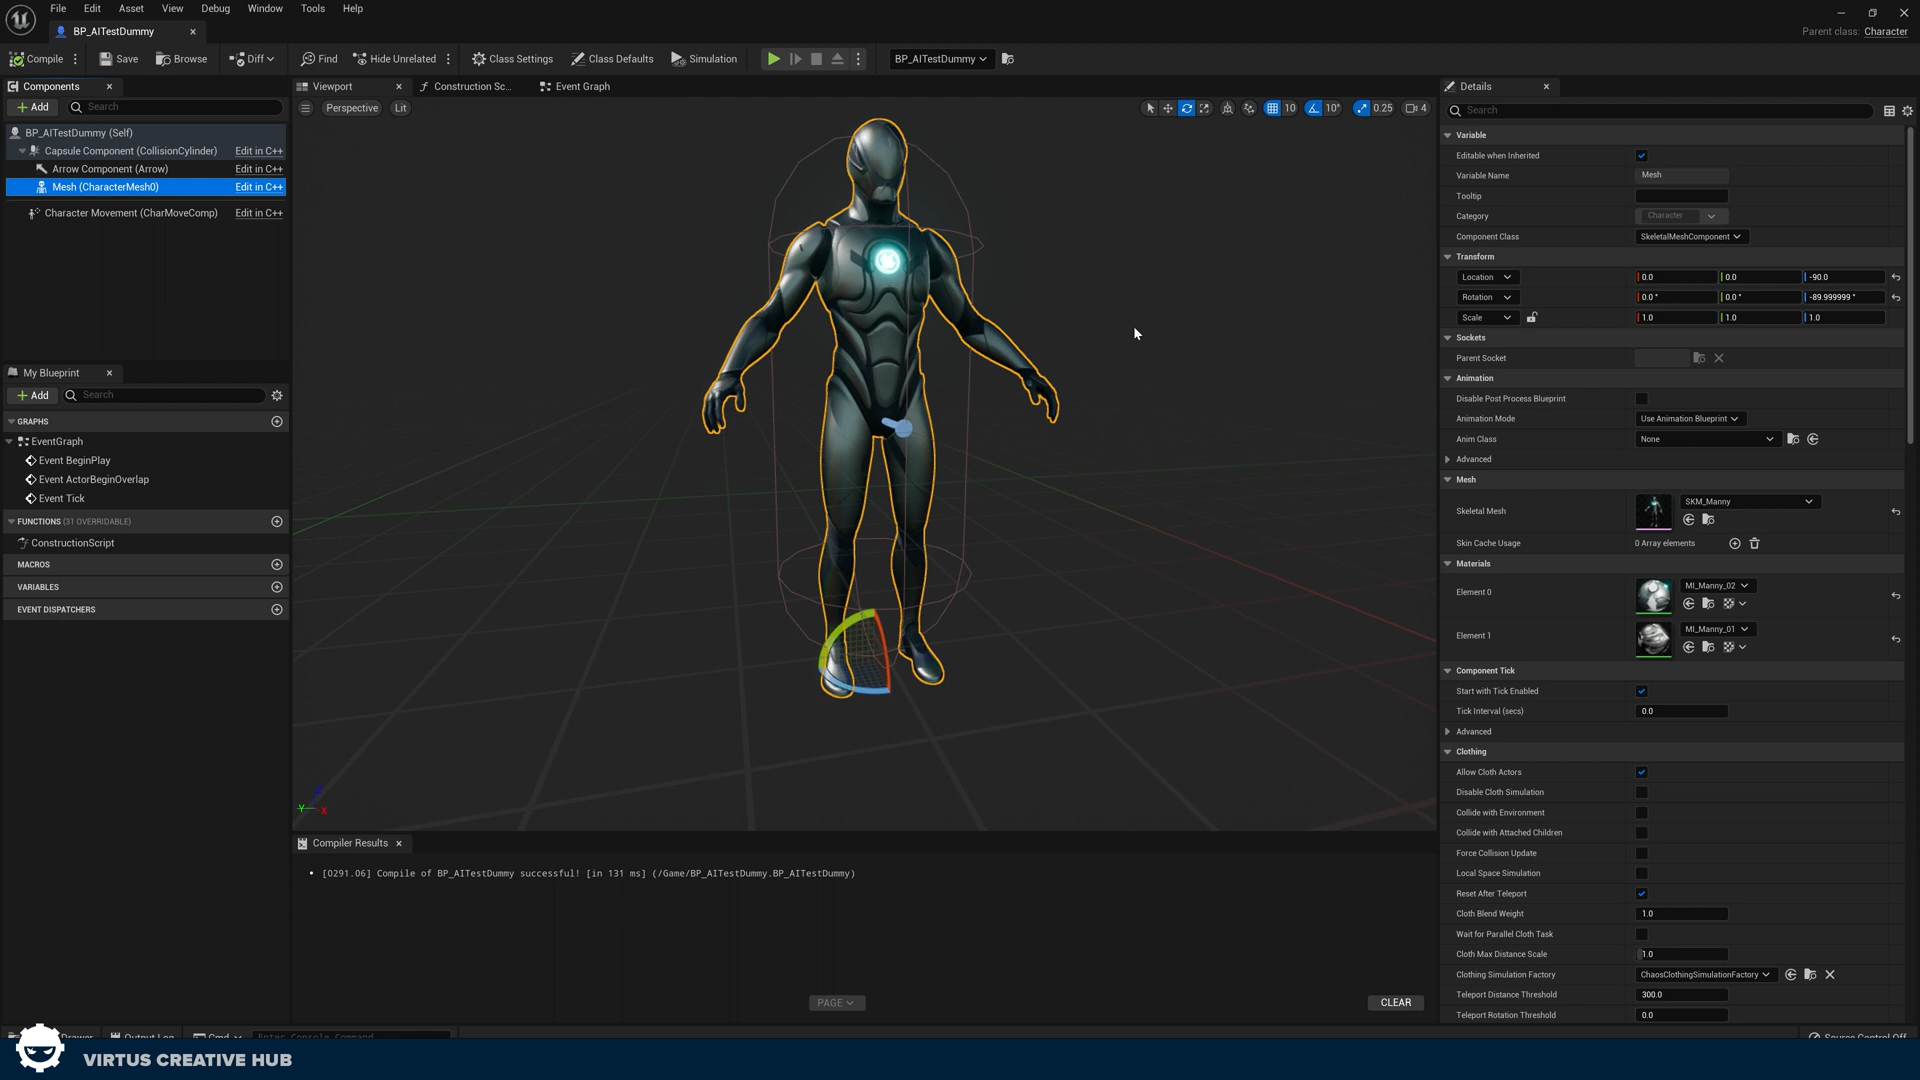 File Edit Asset View Debug Window Tools Help
BP_AITestDummy
Parent class: Character
Compile Save Browse Diff Find Hide Unrelated Class Settings Class Defaults Simulation BP_AITestDummy
Components
Add Search
BP_AITestDummy (Self)
Capsule Component (CollisionCylinder) Edit in C++
Arrow Component (Arrow) Edit in C++
Mesh (CharacterMesh0) Edit in C++
Character Movement (CharMoveComp) Edit in C++
My Blueprint
Add Search
GRAPHS
EventGraph
Event BeginPlay
Event ActorBeginOverlap
Event Tick
FUNCTIONS (31 OVERRIDABLE)
ConstructionScript
MACROS
VARIABLES
EVENT DISPATCHERS
Viewport Construction Sc... Event Graph
Perspective Lit 10 10° 0.25 4
Y X
Compiler Results
[0291.06] Compile of BP_AITestDummy successful! [in 131 ms] (/Game/BP_AITestDummy.BP_AITestDummy)
PAGE CLEAR
Details
Search
Variable
Editable when Inherited
Variable Name Mesh
Tooltip
Category Character
Component Class SkeletalMeshComponent
Transform
Location 0.0 0.0 -90.0
Rotation 0.0 ° 0.0 ° -89.999999 °
Scale 1.0 1.0 1.0
Sockets
Parent Socket
Animation
Disable Post Process Blueprint
Animation Mode Use Animation Blueprint
Anim Class None
Advanced
Mesh
Skeletal Mesh SKM_Manny
Skin Cache Usage 0 Array elements
Materials
Element 0 MI_Manny_02
Element 1 MI_Manny_01
Component Tick
Start with Tick Enabled
Tick Interval (secs) 0.0
Advanced
Clothing
Allow Cloth Actors
Disable Cloth Simulation
Collide with Environment
Collide with Attached Children
Force Collision Update
Local Space Simulation
Reset After Teleport
Cloth Blend Weight 1.0
Wait for Parallel Cloth Task
Cloth Max Distance Scale 1.0
Clothing Simulation Factory ChaosClothingSimulationFactory
Teleport Distance Threshold 300.0
Teleport Rotation Threshold 0.0
Output Log Cmd Enter Console Command Source Control Off
VIRTUS CREATIVE HUB